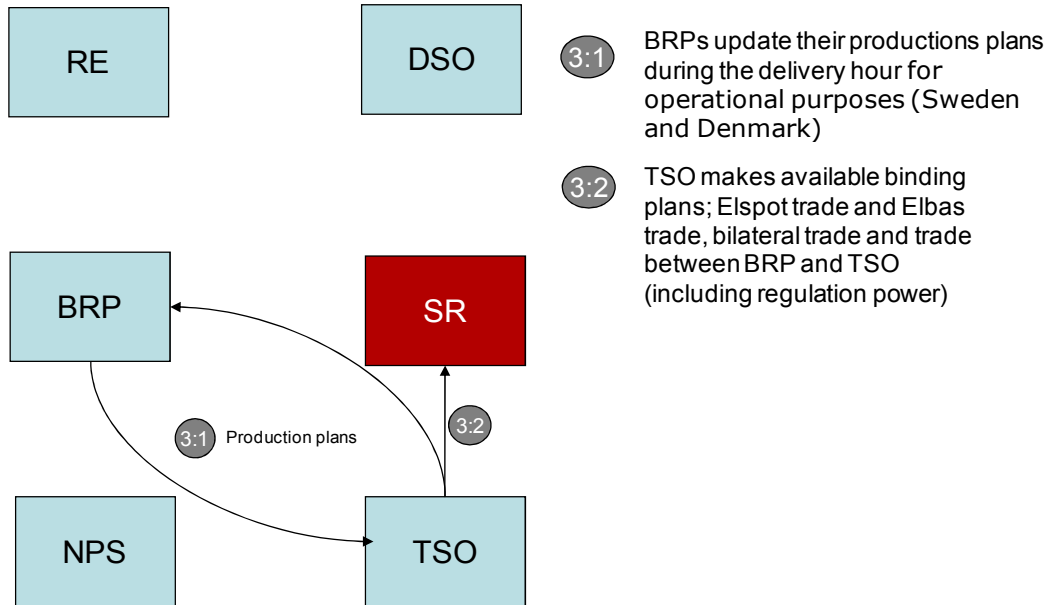 RE
DSO
3:1
BRPs update their productions plans
during the delivery hour for
operational purposes (Sweden
and Denmark)
3:2
TSO makes available binding
plans; Elspot trade and Elbas
trade, bilateral trade and trade
between BRP and TSO
(including regulation power)
BRP
SR
3:1 Production plans
3:2
NPS
TSO